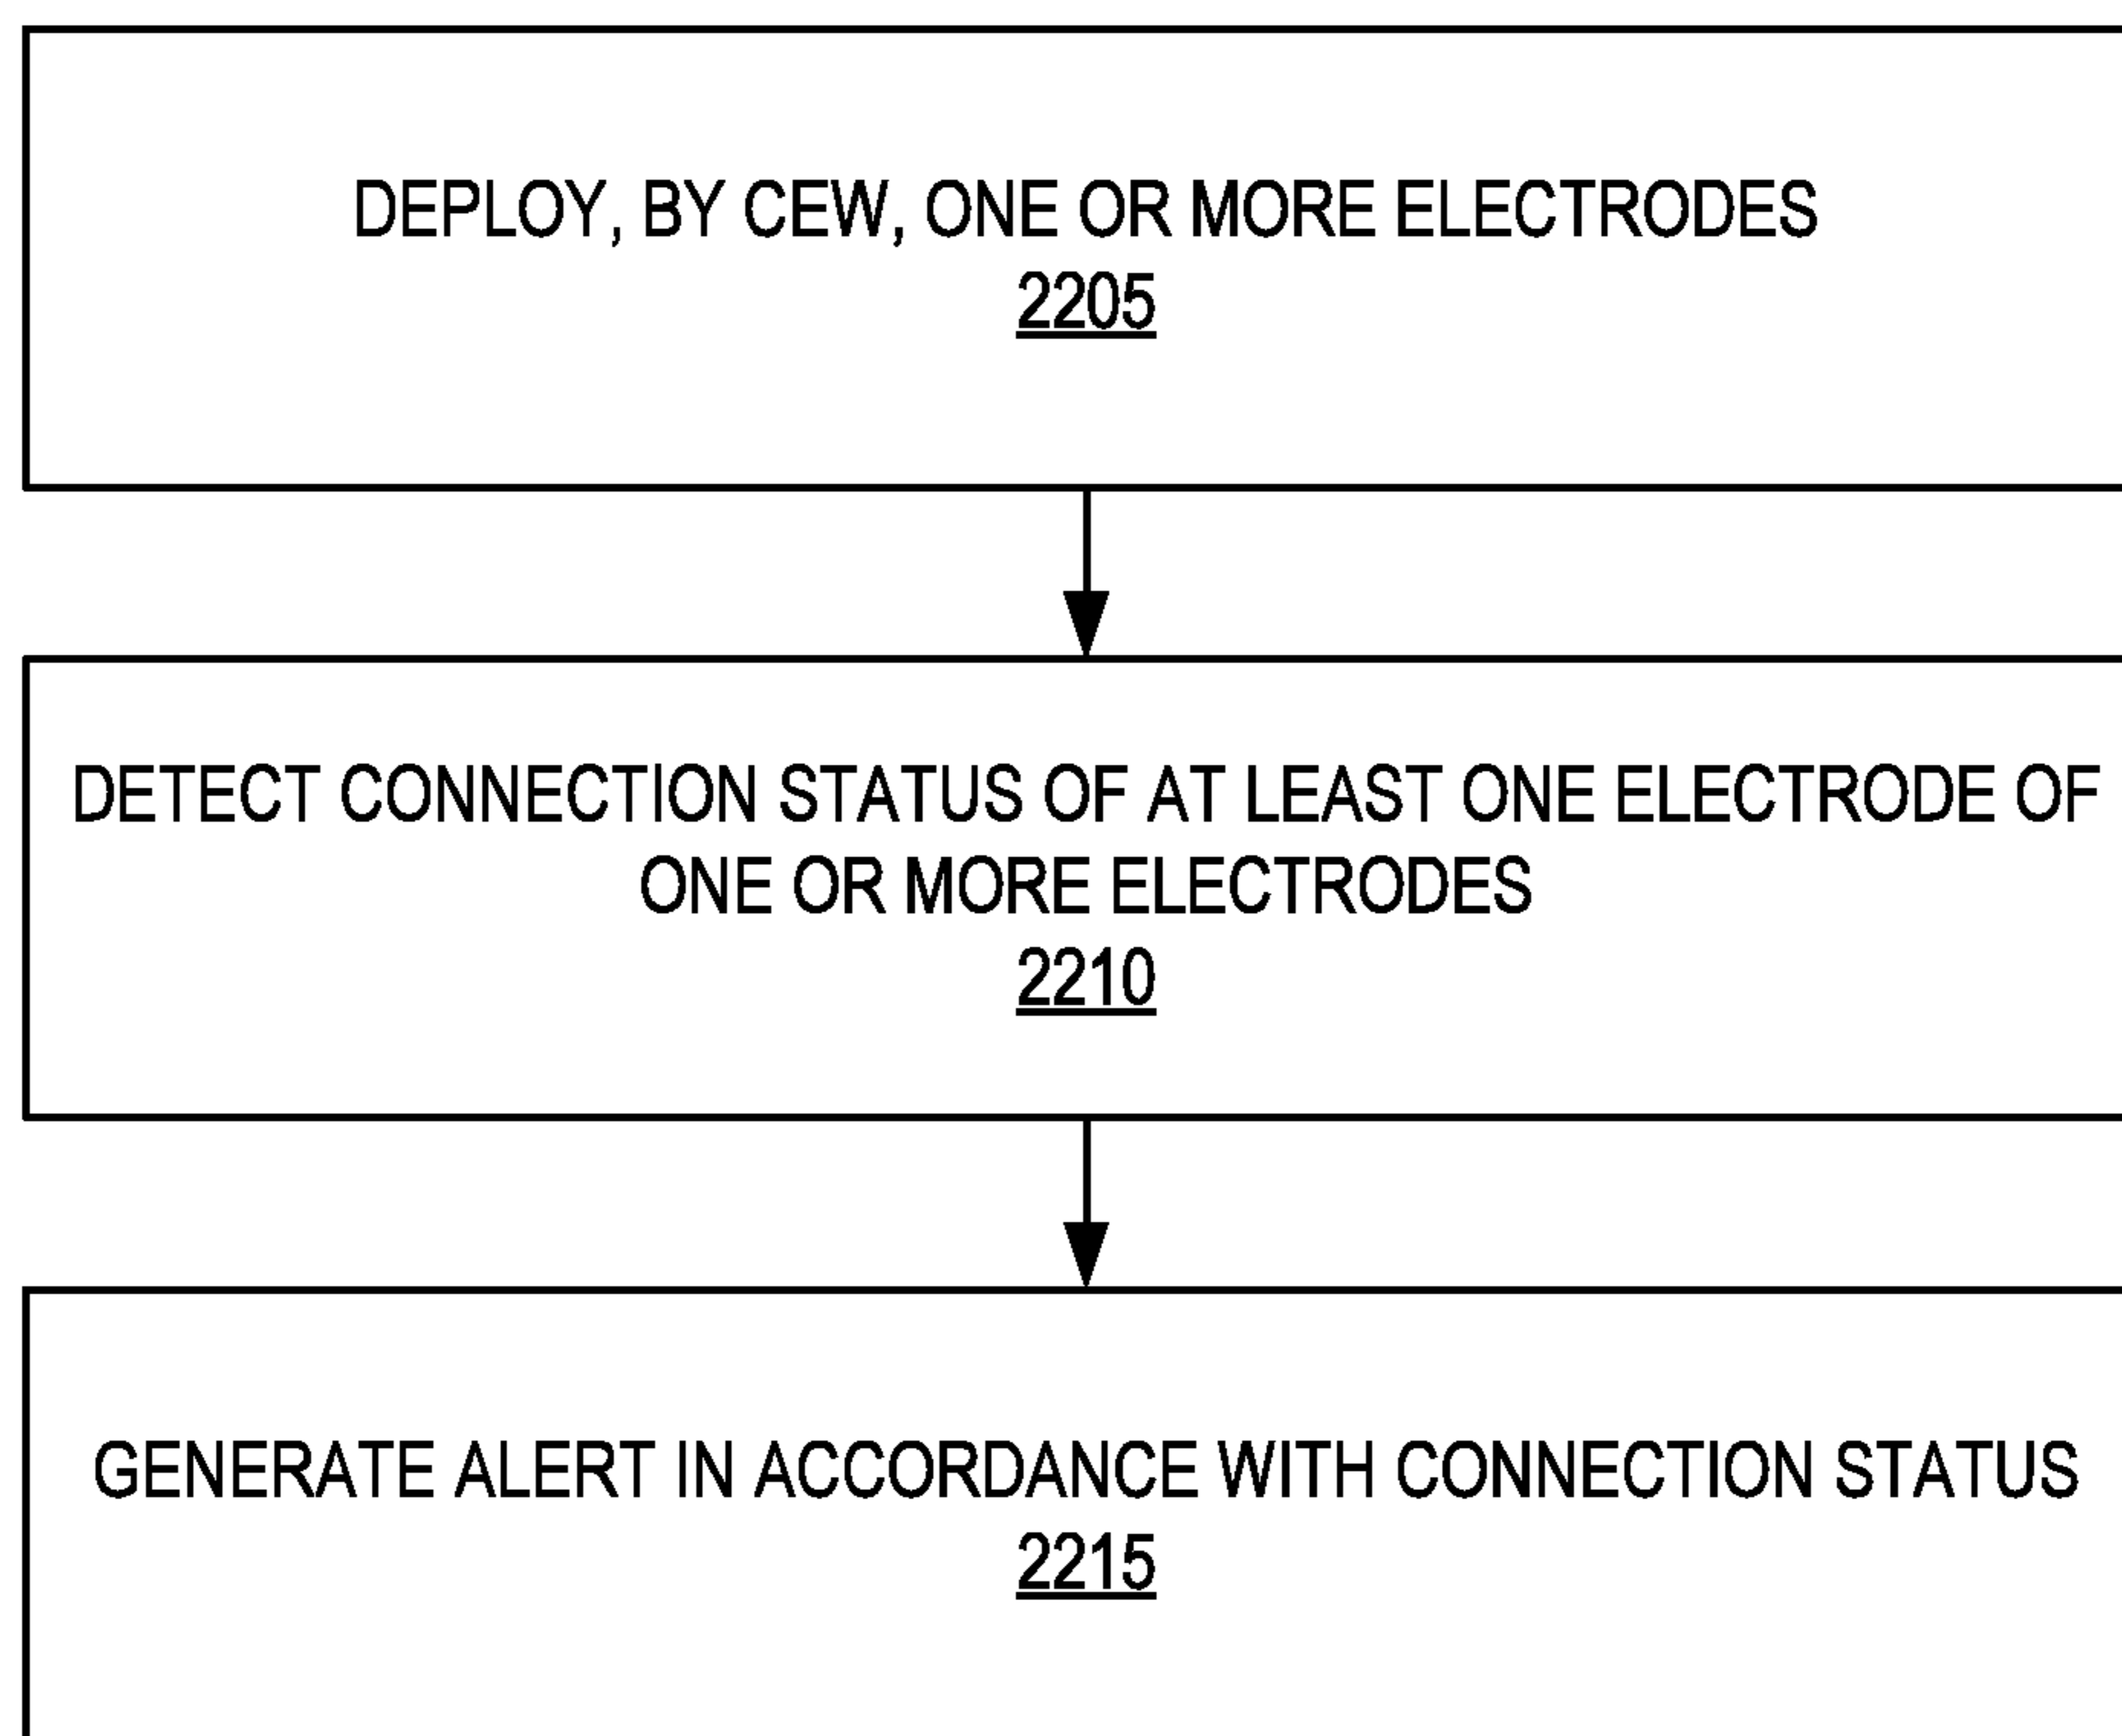 DEPLOY, BY CEW, ONE OR MORE ELECTRODES
2205
DETECT CONNECTION STATUS OF AT LEAST ONE ELECTRODE OF
ONE OR MORE ELECTRODES
2210
GENERATE ALERT IN ACCORDANCE WITH CONNECTION STATUS
2215